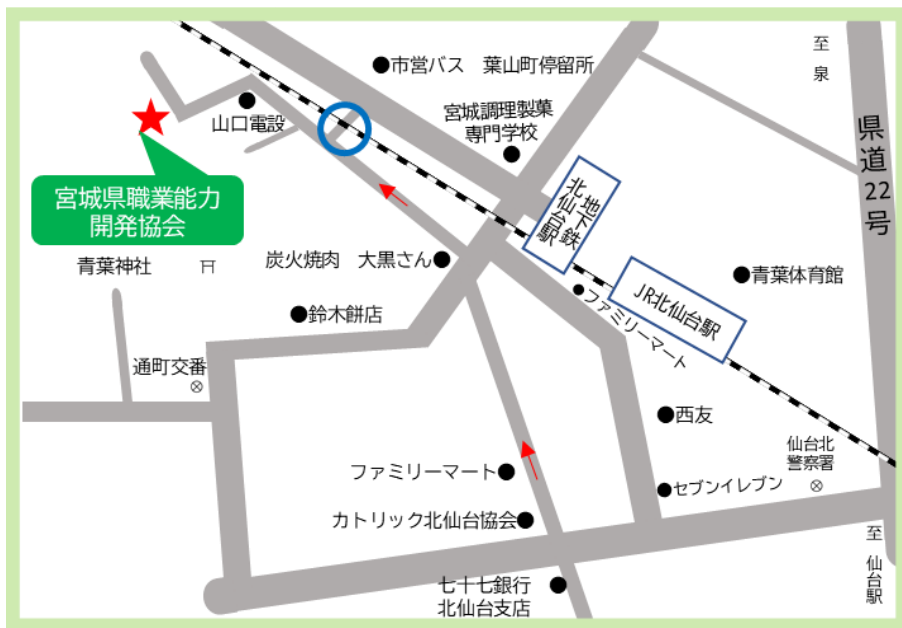 至
泉
市営バス 葉山町停留所
宮城調理製菓
専門学校
山口電設
県道22号
宮城県職業能力
開発協会
地下鉄
北仙台駅
青葉神社
炭火焼肉 大黒さん
青葉体育館
JR北仙台駅
鈴木餅店
ファミリーマート
通町交番
西友
仙台北
警察署
ファミリーマート
セブンイレブン
カトリック北仙台協会
至
仙台駅
七十七銀行
北仙台支店